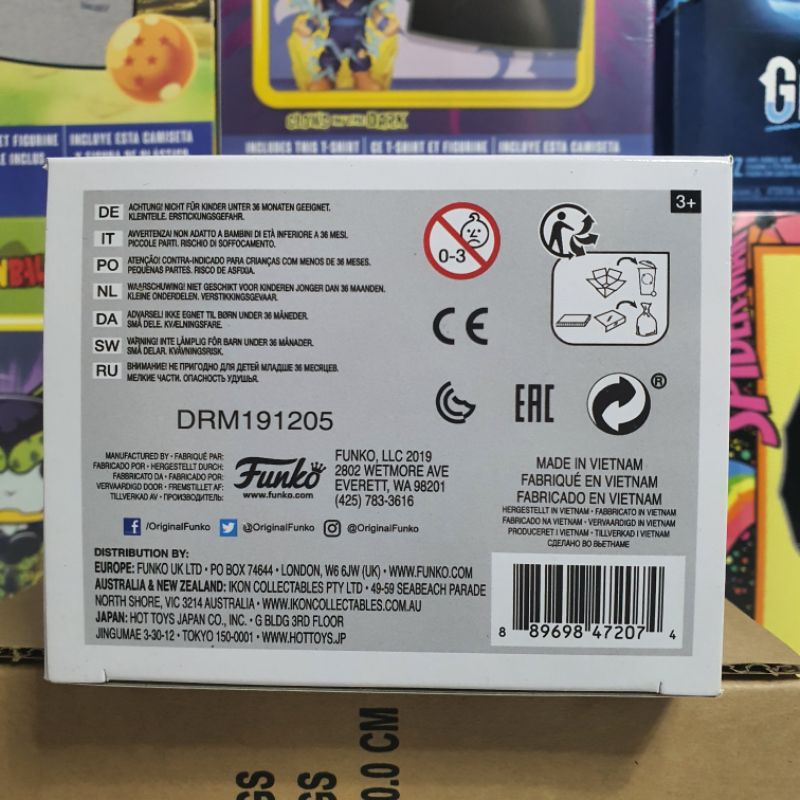 GLOWS IN THE DARK
ET FIGURINE
INCLUYE ESTA CAMISETA
INCLUDES THIS T-SHIRT | CE T-SHIRT ET FIGURINE | INCLUYE ESTA CAMISETA
SPIDER-MAN
3+
DE ACHTUNG! NICHT FÜR KINDER UNTER 36 MONATEN GEEIGNET.
KLEINTEILE. ERSTICKUNGSGEFAHR.
IT AVVERTENZA! NON ADATTO A BAMBINI DI ETÀ INFERIORE A 36 MESI.
PICCOLE PARTI. RISCHIO DI SOFFOCAMENTO.
PO ATENÇÃO! CONTRA-INDICADO PARA CRIANÇAS COM MENOS DE 36 MESES.
PEQUENAS PARTES. RISCO DE ASFIXIA.
NL WAARSCHUWING! NIET GESCHIKT VOOR KINDEREN JONGER DAN 36 MAANDEN.
KLEINE ONDERDELEN. VERSTIKKINGSGEVAAR.
DA ADVARSEL! IKKE EGNET TIL BØRN UNDER 36 MÅNEDER.
SMÅ DELE. KVÆLNINGSFARE.
SW VARNING! INTE LÄMPLIG FÖR BARN UNDER 36 MÅNADER.
SMÅ DELAR. KVÄVNINGSRISK.
RU ВНИМАНИЕ! НЕ ПРИГОДНО ДЛЯ ДЕТЕЙ МЛАДШЕ 36 МЕСЯЦЕВ.
МЕЛКИЕ ЧАСТИ. ОПАСНОСТЬ УДУШЬЯ.
0-3
CE
EAC
®
DRM191205
MANUFACTURED BY • FABRIQUÉ PAR:
FABRICADO POR • HERGESTELLT DURCH:
FABBRICATO DA • FABRICADO POR:
VERVAARDIGD DOOR • FREMSTILLET AF:
TILLVERKAD AV • ПРОИЗВОДИТЕЛЬ:
Funko
www.funko.com
FUNKO, LLC 2019
2802 WETMORE AVE
EVERETT, WA 98201
(425) 783-3616
MADE IN VIETNAM
FABRIQUÉ EN VIETNAM
FABRICADO EN VIETNAM
HERGESTELLT IN VIETNAM • FABBRICATO IN VIETNAM
FABRICADO NA VIETNAM • VERVAARDIGD IN VIETNAM
PRODUCERET I VIETNAM • TILLVERKAD I VIETNAM
СДЕЛАНО ВО ВЬЕТНАМЕ
/OriginalFunko @OriginalFunko @OriginalFunko
DISTRIBUTION BY:
EUROPE: FUNKO UK LTD • PO BOX 74644 • LONDON, W6 6JW (UK) • WWW.FUNKO.COM
AUSTRALIA & NEW ZEALAND: IKON COLLECTABLES PTY LTD • 49-59 SEABEACH PARADE
NORTH SHORE, VIC 3214 AUSTRALIA • WWW.IKONCOLLECTABLES.COM.AU
JAPAN: HOT TOYS JAPAN CO., INC. • G BLDG 3RD FLOOR
JINGUMAE 3-30-12 • TOKYO 150-0001 • WWW.HOTTOYS.JP
8 89698 47207 4
0.0 CM